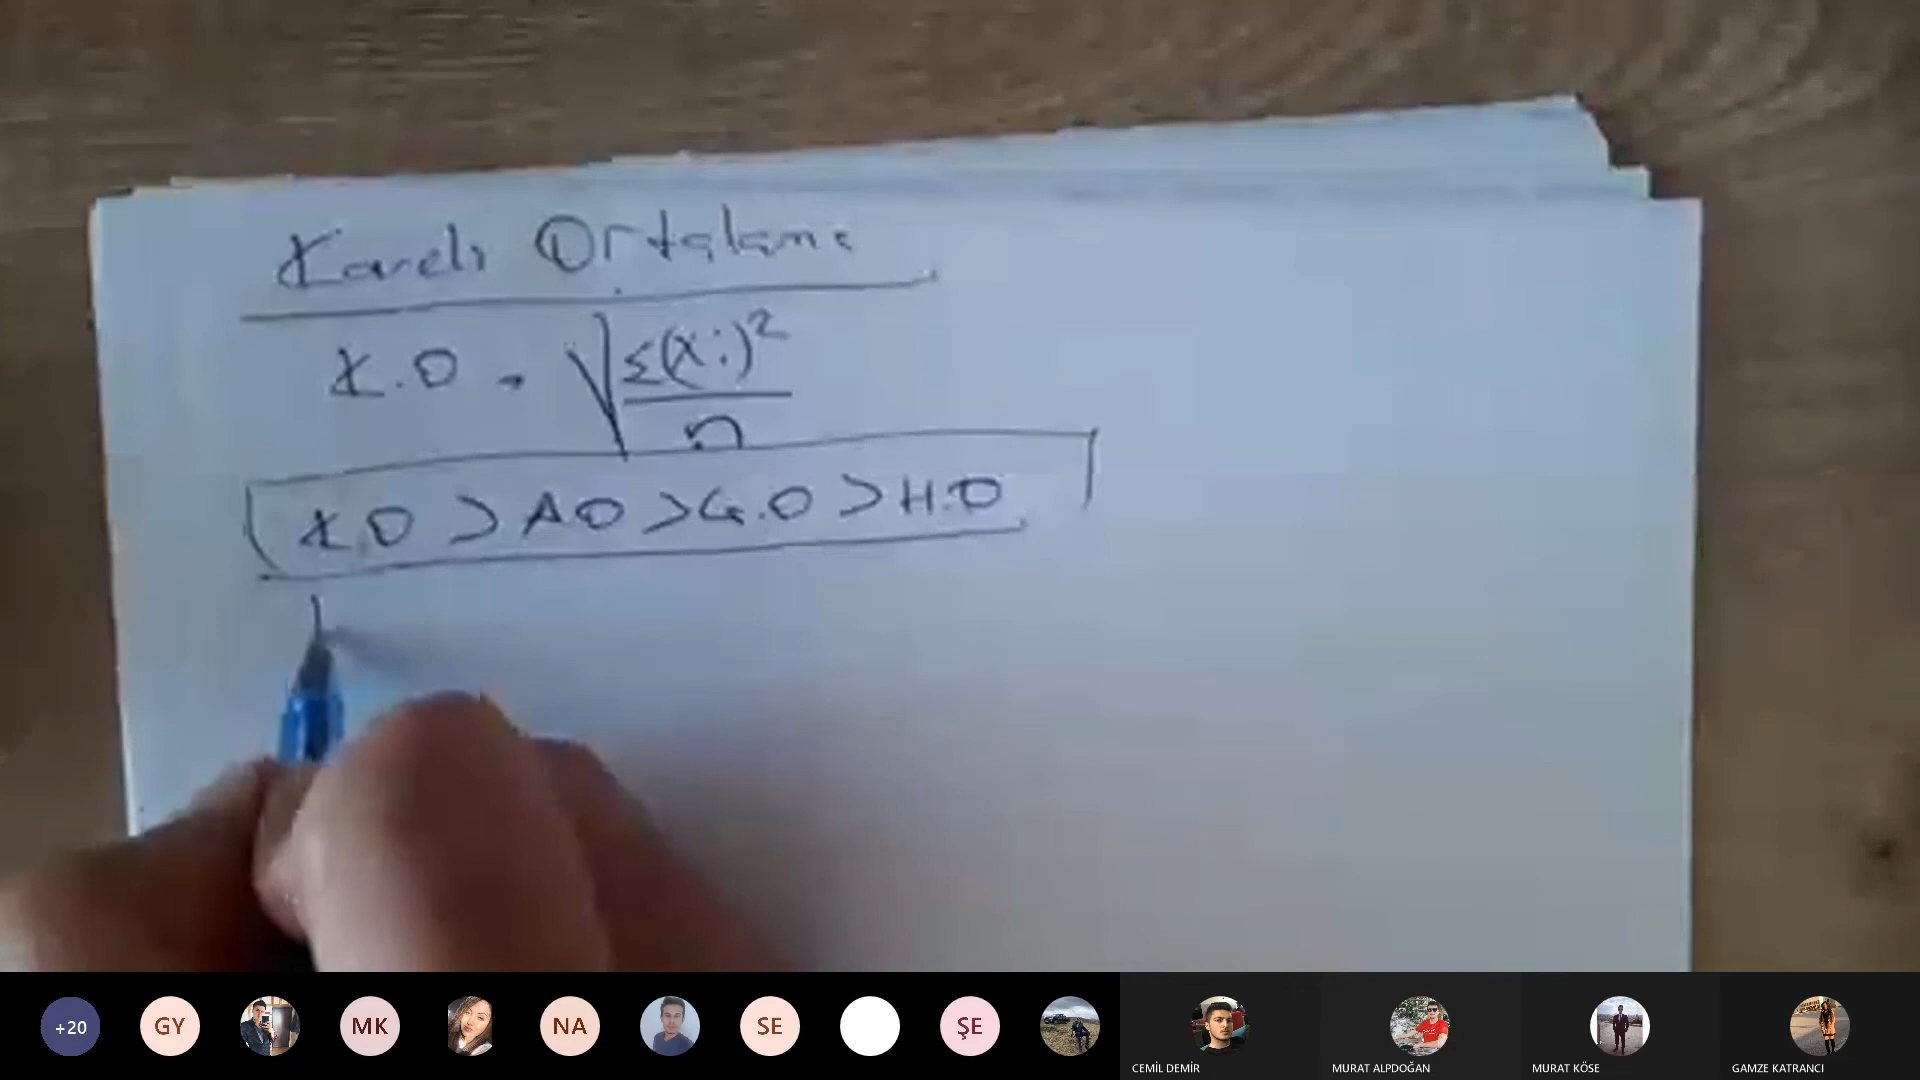 Kareli Ortalama
K.O = √Σ(xi)² / n
K.O > A.O > G.O > H.O
+20
GY
MK
NA
SE
ŞE
CEMİL DEMİR
MURAT ALPDOĞAN
MURAT KÖSE
GAMZE KATRANCI